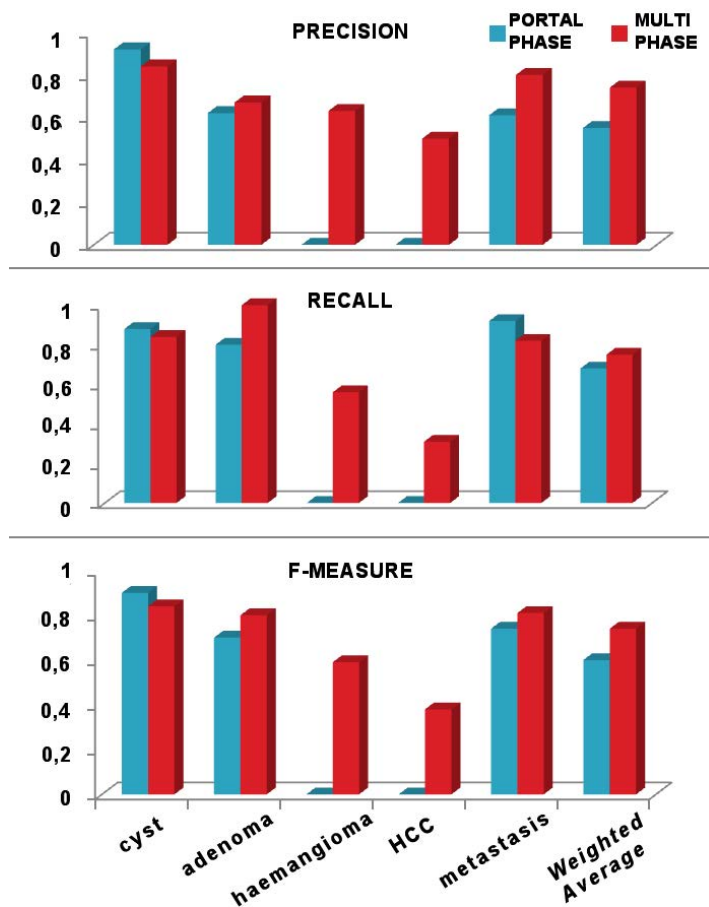 PRECISION
PORTAL
PHASE
MULTI
PHASE
1
0,8
0,6
0,4
0,2
0
RECALL
1
0,8
0,6
0,4
0,2
0
F-MEASURE
1
0,8
0,6
0,4
0,2
0
cyst
adenoma
haemangioma
HCC
metastasis
Weighted
Average